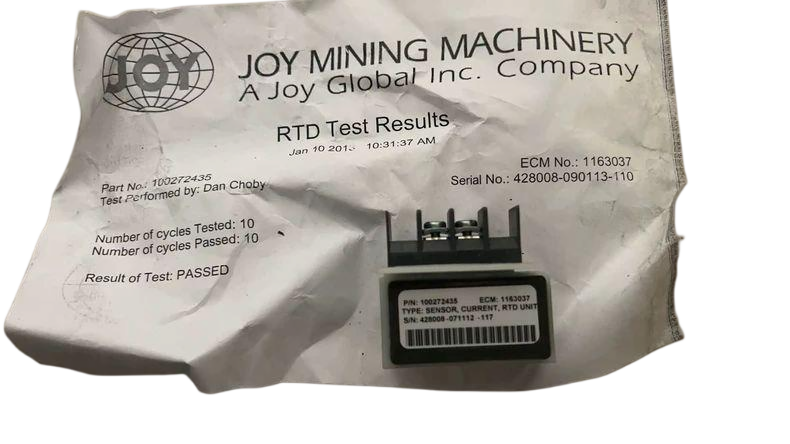 JOY
JOY MINING MACHINERY
A Joy Global Inc. Company
RTD Test Results
Jan 10 10:31:37 AM
ECM No.: 1163037
Serial No.: 428008-090113-110
Part No.: 100272435
Test Performed by: Dan Choby
Number of cycles Tested: 10
Number of cycles Passed: 10
Result of Test: PASSED
P/N: 100272435 ECM: 1163037
TYPE: SENSOR, CURRENT, RTD UNIT
S/N: 428008-071112 -117